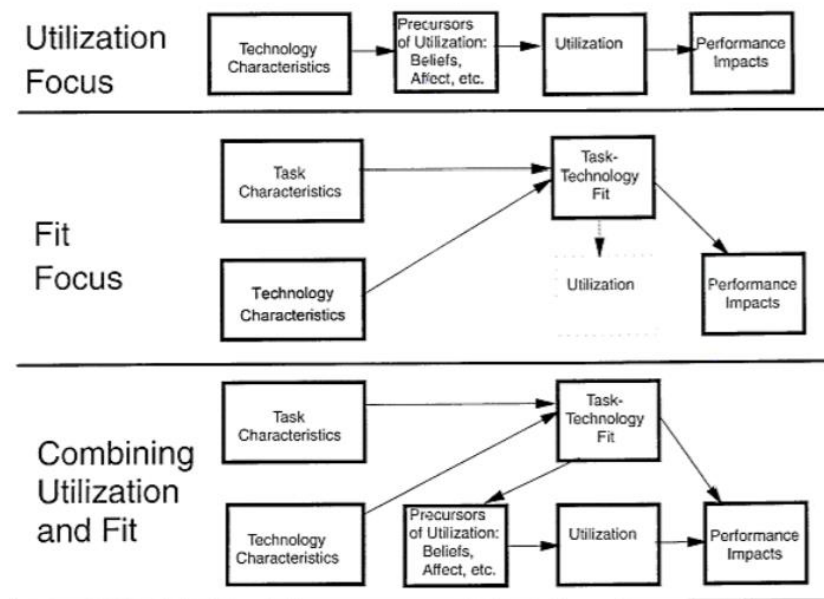 Utilization
Focus
Technology
Characteristics
Precursors
of Utilization:
Beliefs,
Affect, etc.
Utilization
Performance
Impacts
Fit
Focus
Task
Characteristics
Technology
Characteristics
Task-
Technology
Fit
Utilization
Performance
Impacts
Combining
Utilization
and Fit
Task
Characteristics
Technology
Characteristics
Task-
Technology
Fit
Precursors
of Utilization:
Beliefs,
Affect, etc.
Utilization
Performance
Impacts